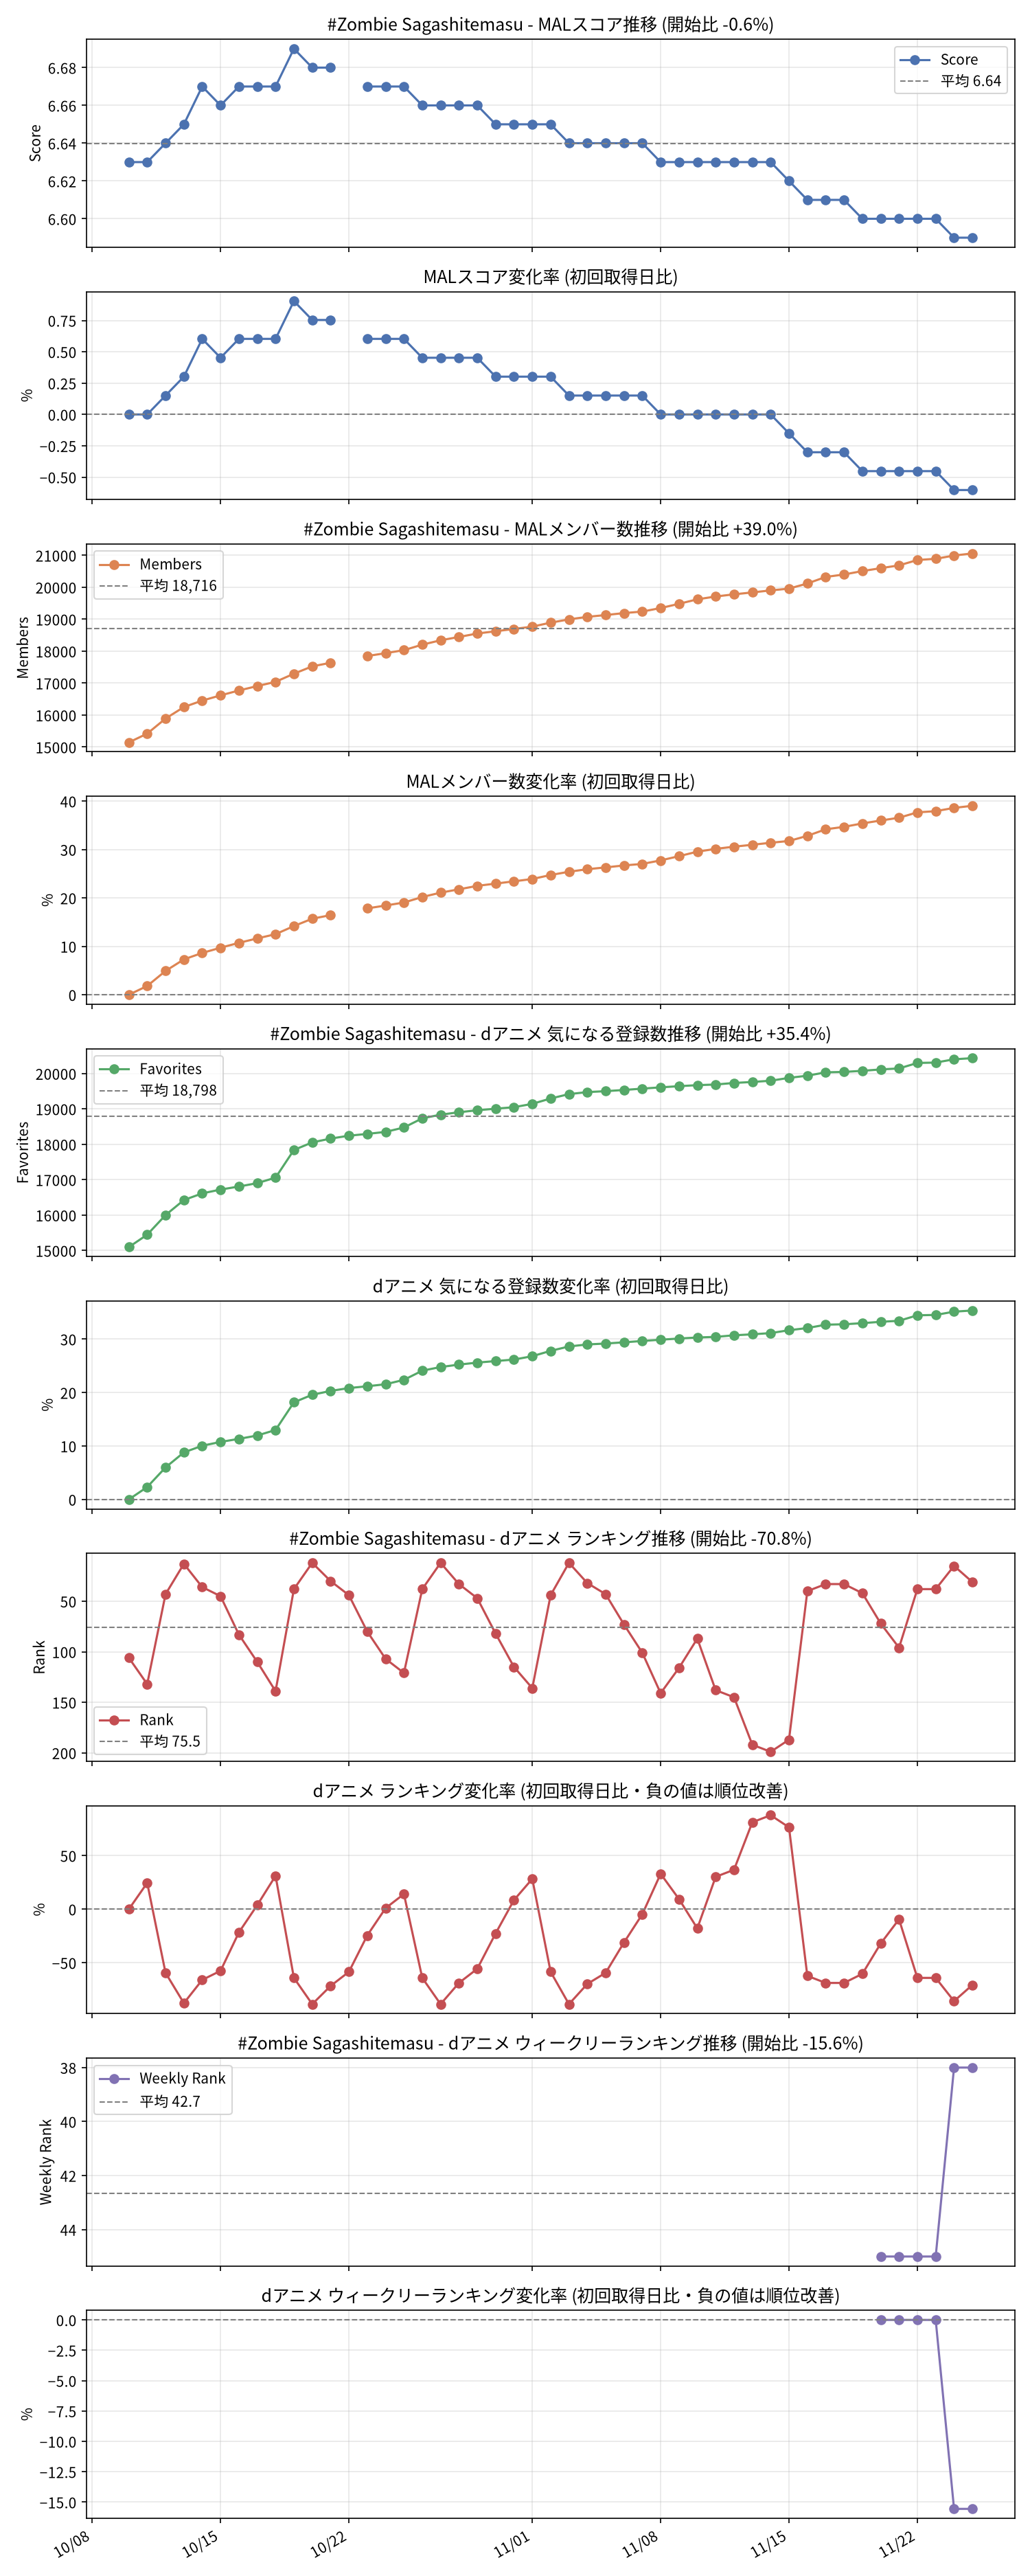 #Zombie Sagashitemasu - MALスコア推移 (開始比 -0.6%)
Score
6.68
6.66
6.64
6.62
6.60
Score
平均 6.64
MALスコア変化率 (初回取得日比)
%
0.75
0.50
0.25
0.00
−0.25
−0.50
#Zombie Sagashitemasu - MALメンバー数推移 (開始比 +39.0%)
Members
21000
20000
19000
18000
17000
16000
15000
Members
平均 18,716
MALメンバー数変化率 (初回取得日比)
%
40
30
20
10
0
#Zombie Sagashitemasu - dアニメ 気になる登録数推移 (開始比 +35.4%)
Favorites
20000
19000
18000
17000
16000
15000
Favorites
平均 18,798
dアニメ 気になる登録数変化率 (初回取得日比)
%
30
20
10
0
#Zombie Sagashitemasu - dアニメ ランキング推移 (開始比 -70.8%)
Rank
50
100
150
200
Rank
平均 75.5
dアニメ ランキング変化率 (初回取得日比・負の値は順位改善)
%
50
0
−50
#Zombie Sagashitemasu - dアニメ ウィークリーランキング推移 (開始比 -15.6%)
Weekly Rank
38
40
42
44
Weekly Rank
平均 42.7
dアニメ ウィークリーランキング変化率 (初回取得日比・負の値は順位改善)
%
0.0
−2.5
−5.0
−7.5
−10.0
−12.5
−15.0
10/08
10/15
10/22
11/01
11/08
11/15
11/22